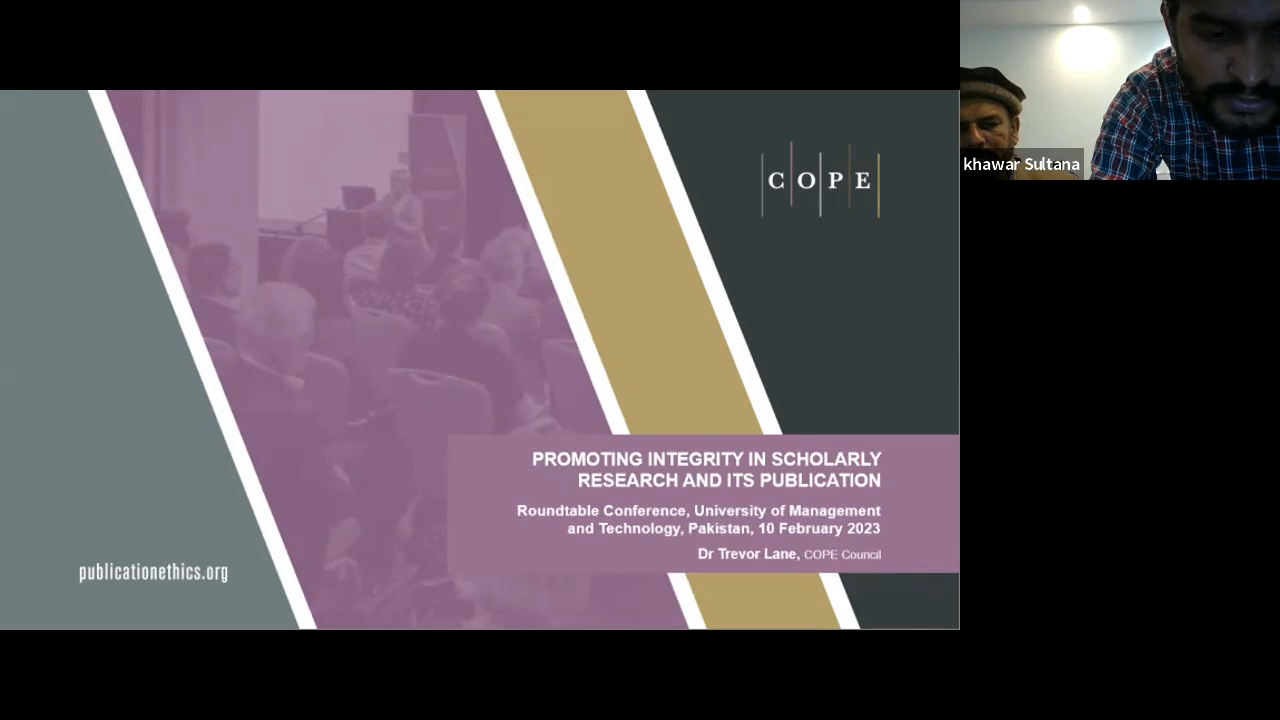 COPE
khawar Sultana
PROMOTING INTEGRITY IN SCHOLARLY
RESEARCH AND ITS PUBLICATION
Roundtable Conference, University of Management
and Technology, Pakistan, 10 February 2023
Dr Trevor Lane, COPE Council
publicationethics.org